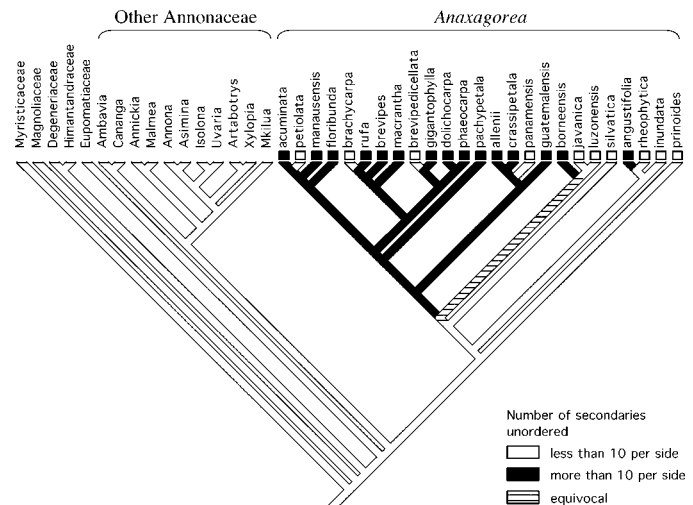 Other Annonaceae
Anaxagorea
Myristicaceae
Magnoliaceae
Degeneriaceae
Himantandraceae
Eupomatiaceae
Ambavia
Cananga
Annickia
Malmea
Annona
Asimina
Isolona
Uvaria
Artabotrys
Xylopia
Mkilua
acuminata
petiolata
manausensis
floribunda
brachycarpa
rufa
brevipes
macrantha
brevipedicellata
gigantophylla
dolichocarpa
phaeocarpa
pachypetala
allenii
crassipetala
panamensis
guatemalensis
borneensis
javanica
luzonensis
silvatica
angustifolia
rheophytica
inundata
prinoides
Number of secondaries
unordered
less than 10 per side
more than 10 per side
equivocal